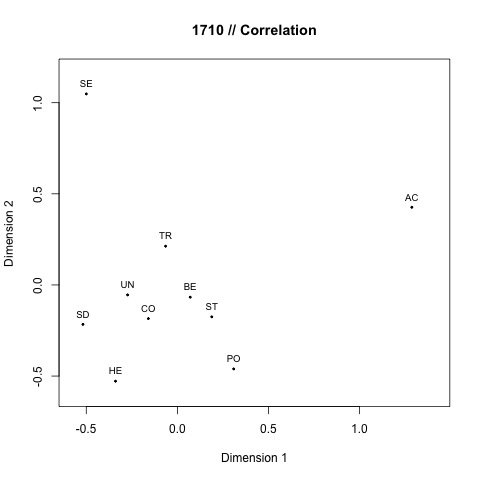 1710 // Correlation
SE
AC
TR
UN
BE
CO
ST
SD
PO
HE
Dimension 2
1.0
0.5
0.0
-0.5
-0.5
0.0
0.5
1.0
Dimension 1